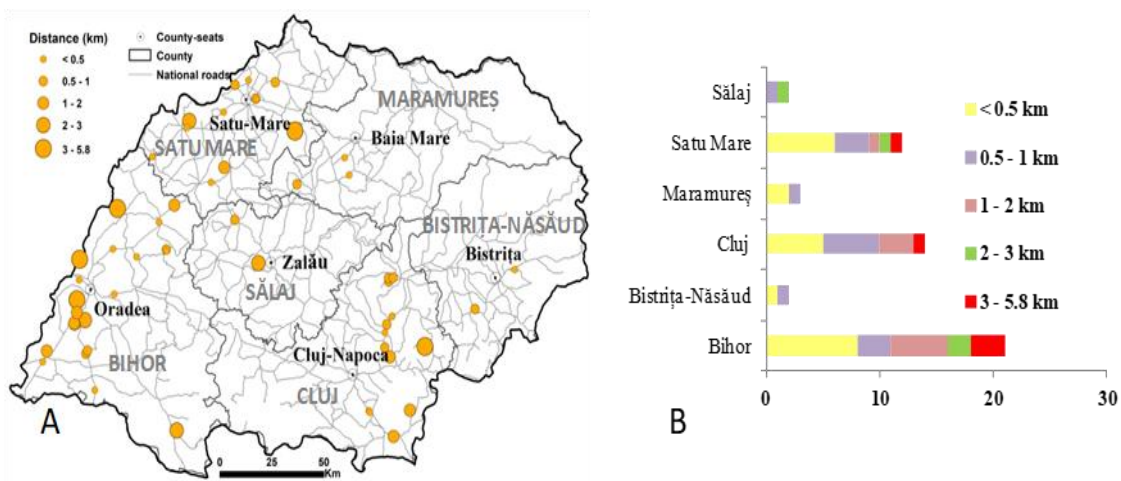 Distance (km)
< 0.5
0.5 - 1
1 - 2
2 - 3
3 - 5.8
County-seats
County
National roads
MARAMUREȘ
Satu-Mare
Baia Mare
SATU MARE
BISTRIȚA-NĂSĂUD
Bistrița
Zalău
SĂLAJ
Oradea
Cluj-Napoca
BIHOR
CLUJ
A
0 25 50
Km
Sălaj
Satu Mare
Maramureș
Cluj
Bistrița-Năsăud
Bihor
0 10 20 30
< 0.5 km
0.5 - 1 km
1 - 2 km
2 - 3 km
3 - 5.8 km
B